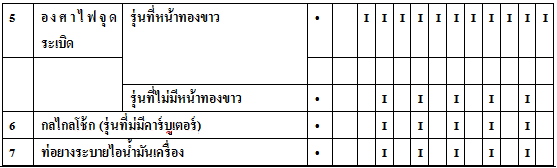 5 องศาไฟจุด รุ่นที่หน้าทองขาว • I I I I I I I I I I I
ระเบิด
รุ่นที่ไม่มีหน้าทองขาว • I I I I I
6 กลไกลโช้ก (รุ่นที่ม่มีคาร์บูเตอร์) • I I I I I
7 ท่อยางระบายไอน้ำมันเครื่อง • I I I I I